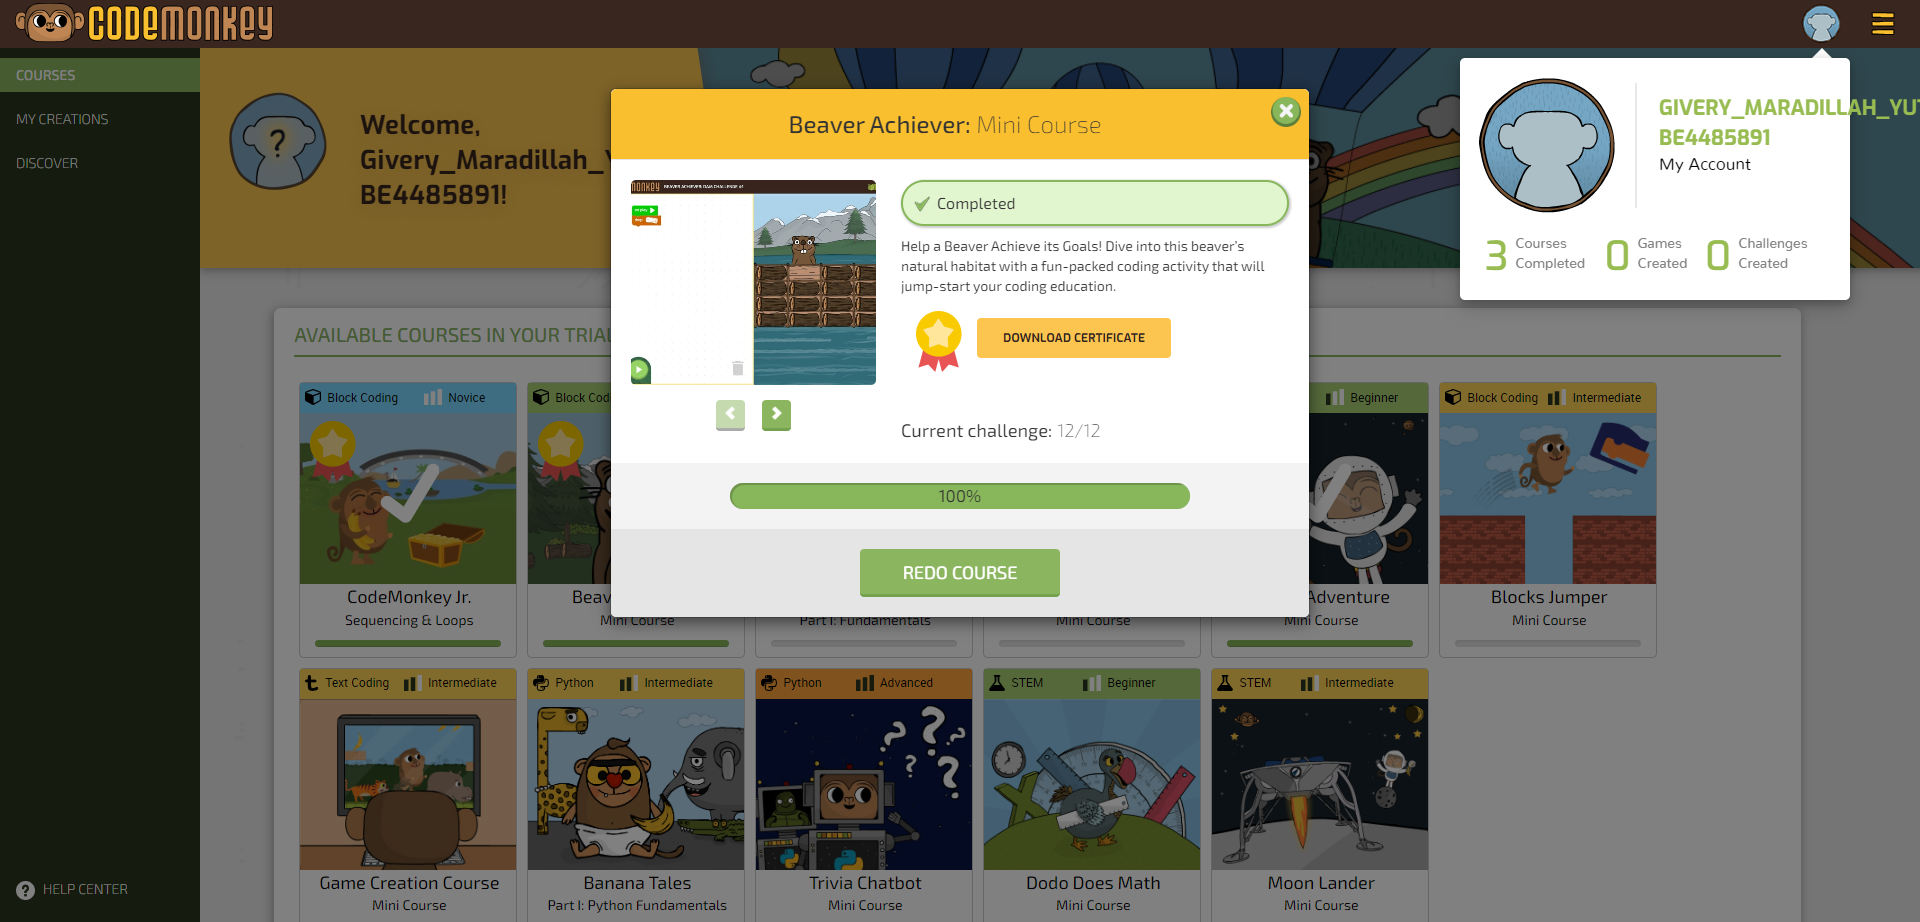 CODEMONKEY
COURSES
MY CREATIONS
DISCOVER
HELP CENTER
Welcome,
Givery_Maradillah_
BE4485891!
GIVERY_MARADILLAH_YU
BE4485891
My Account
3 Courses Completed
0 Games Created
0 Challenges Created
Beaver Achiever: Mini Course
BEAVER ACHIEVER: GAIA CHALLENGE #1
Completed
Help a Beaver Achieve its Goals! Dive into this beaver's
natural habitat with a fun-packed coding activity that will
jump-start your coding education.
DOWNLOAD CERTIFICATE
Current challenge: 12/12
100%
REDO COURSE
AVAILABLE COURSES IN YOUR TRIAL
Block Coding Novice
CodeMonkey Jr.
Sequencing & Loops
Block Cod
Beav
Mini Course
Part I: Fundamentals
Mini Course
Beginner
Adventure
Mini Course
Block Coding Intermediate
Blocks Jumper
Mini Course
Text Coding Intermediate
Game Creation Course
Mini Course
Python Intermediate
Banana Tales
Part I: Python Fundamentals
Python Advanced
Trivia Chatbot
Mini Course
STEM Beginner
Dodo Does Math
Mini Course
STEM Intermediate
Moon Lander
Mini Course